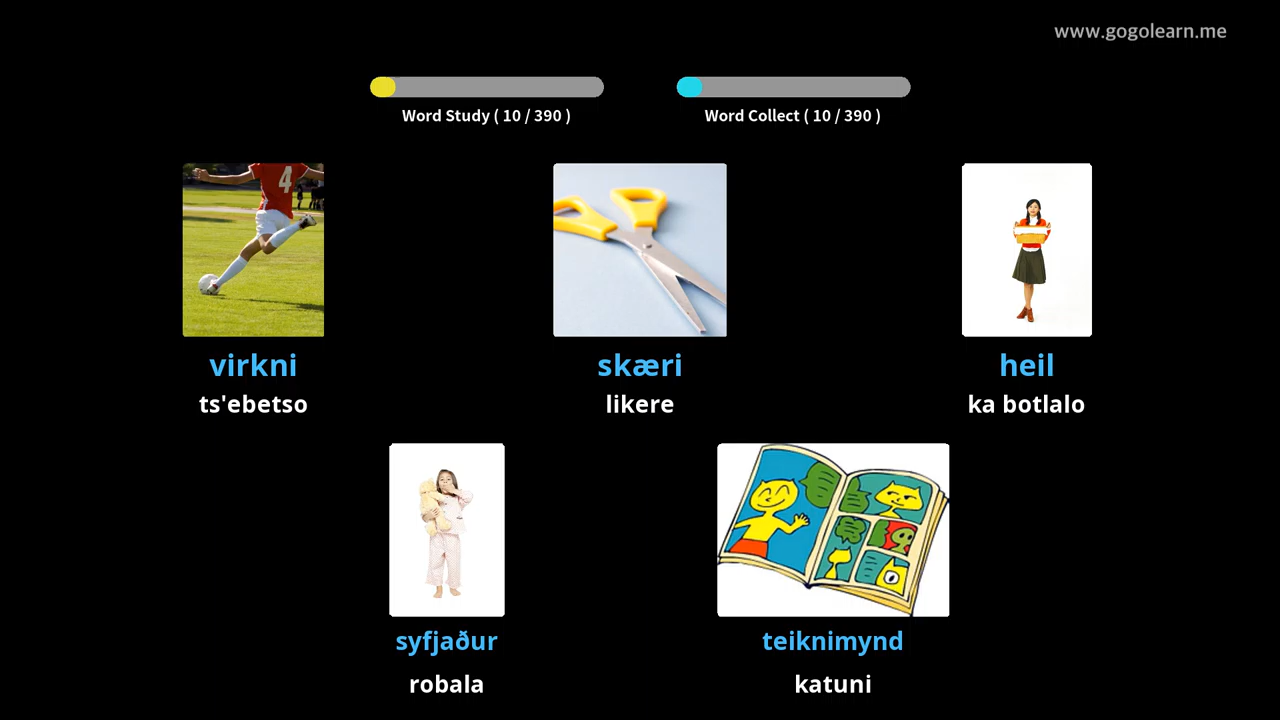 www.gogolearn.me
Word Study ( 10 / 390 )
Word Collect ( 10 / 390 )
4
virkni
ts'ebetso
skæri
likere
heil
ka botlalo
syfjaður
robala
teiknimynd
katuni